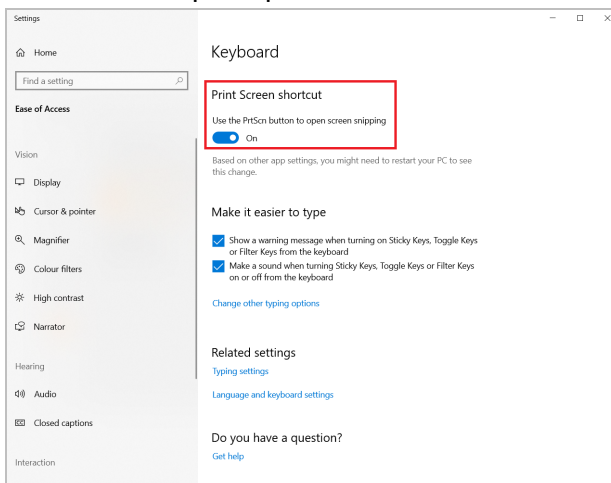 Settings
Home
Find a setting
Ease of Access
Vision
Display
Cursor & pointer
Magnifier
Colour filters
High contrast
Narrator
Hearing
Audio
Closed captions
Interaction
Keyboard
Print Screen shortcut
Use the PrtScn button to open screen snipping
On
Based on other app settings, you might need to restart your PC to see
this change.
Make it easier to type
Show a warning message when turning on Sticky Keys, Toggle Keys
or Filter Keys from the keyboard
Make a sound when turning Sticky Keys, Toggle Keys or Filter Keys
on or off from the keyboard
Change other typing options
Related settings
Typing settings
Language and keyboard settings
Do you have a question?
Get help